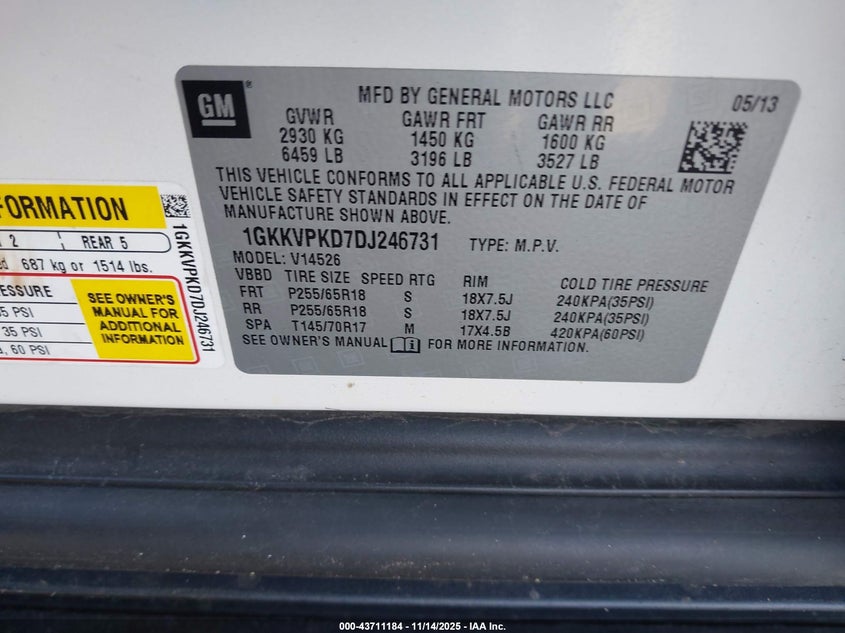 GM
MFD BY GENERAL MOTORS LLC 05/13
GVWR GAWR FRT GAWR RR
2930 KG 1450 KG 1600 KG
6459 LB 3196 LB 3527 LB
THIS VEHICLE CONFORMS TO ALL APPLICABLE U.S. FEDERAL MOTOR
VEHICLE SAFETY STANDARDS IN EFFECT ON THE DATE OF
MANUFACTURE SHOWN ABOVE.
1GKKVPKD7DJ246731 TYPE: M.P.V.
MODEL: V14526
VBBD TIRE SIZE SPEED RTG RIM COLD TIRE PRESSURE
FRT P255/65R18 S 18X7.5J 240KPA(35PSI)
RR P255/65R18 S 18X7.5J 240KPA(35PSI)
SPA T145/70R17 M 17X4.5B 420KPA(60PSI)
SEE OWNER'S MANUAL FOR MORE INFORMATION.
FORMATION
2 REAR 5
687 kg or 1514 lbs.
ESSURE
35 PSI
35 PSI
60 PSI
SEE OWNER'S
MANUAL FOR
ADDITIONAL
INFORMATION
1GKKVPKD7DJ246731
000-43711184 | 11/14/2025 - IAA Inc.